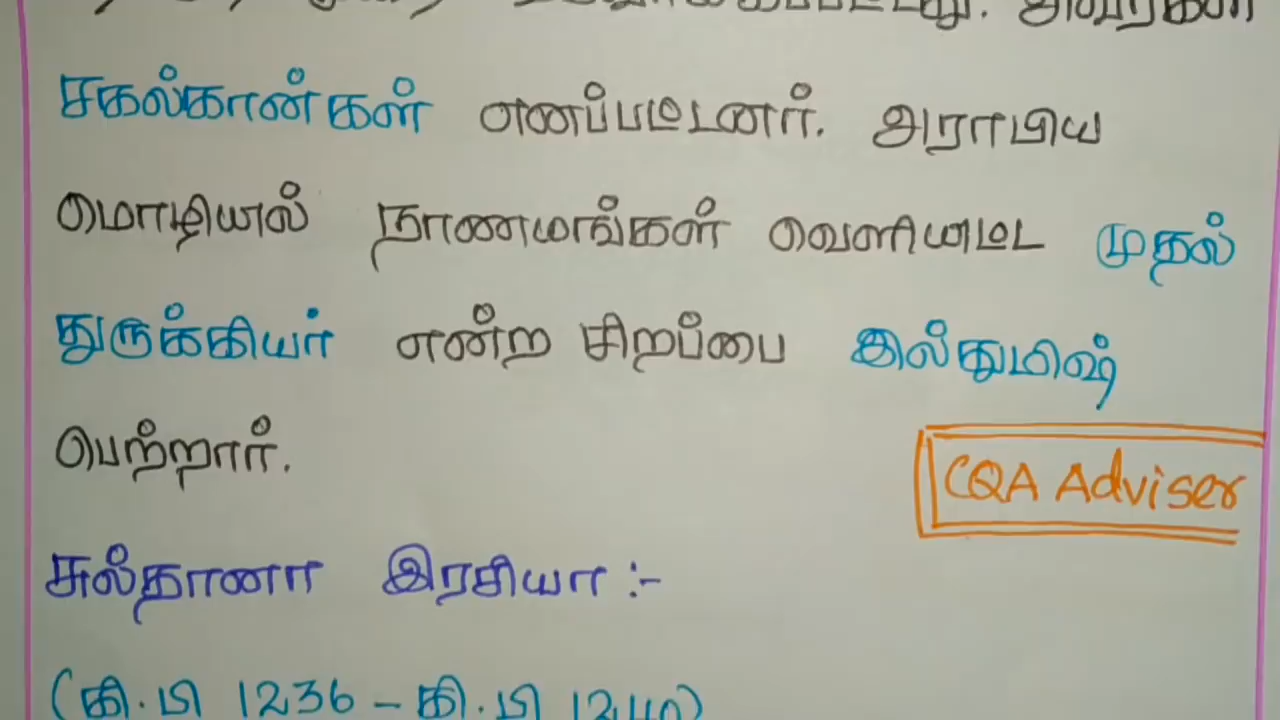 சகல்கான்கள் எனப்பட்டனர். அராபிய
மொழியில் நாணயங்கள் வெளியிட்ட முதல்
துருக்கியர் என்ற சிறப்பை இல்துமிஷ்
பெற்றார்.
CQA Adviser
சுல்தானா இரசியா :-
(கி.பி 1236 - கி.பி 1240)